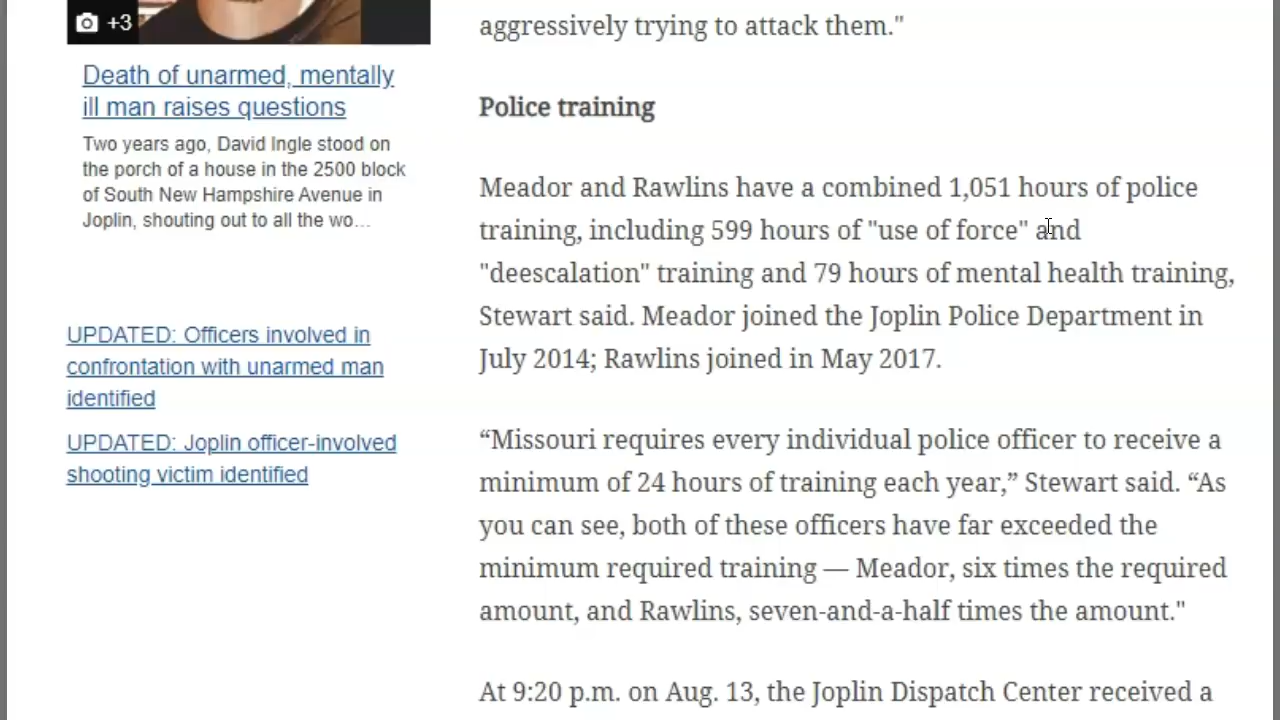 +3
Death of unarmed, mentally
ill man raises questions
Two years ago, David Ingle stood on
the porch of a house in the 2500 block
of South New Hampshire Avenue in
Joplin, shouting out to all the wo...
UPDATED: Officers involved in
confrontation with unarmed man
identified
UPDATED: Joplin officer-involved
shooting victim identified
aggressively trying to attack them."
Police training
Meador and Rawlins have a combined 1,051 hours of police
training, including 599 hours of "use of force" and
"deescalation" training and 79 hours of mental health training,
Stewart said. Meador joined the Joplin Police Department in
July 2014; Rawlins joined in May 2017.
“Missouri requires every individual police officer to receive a
minimum of 24 hours of training each year,” Stewart said. “As
you can see, both of these officers have far exceeded the
minimum required training — Meador, six times the required
amount, and Rawlins, seven-and-a-half times the amount."
At 9:20 p.m. on Aug. 13, the Joplin Dispatch Center received a